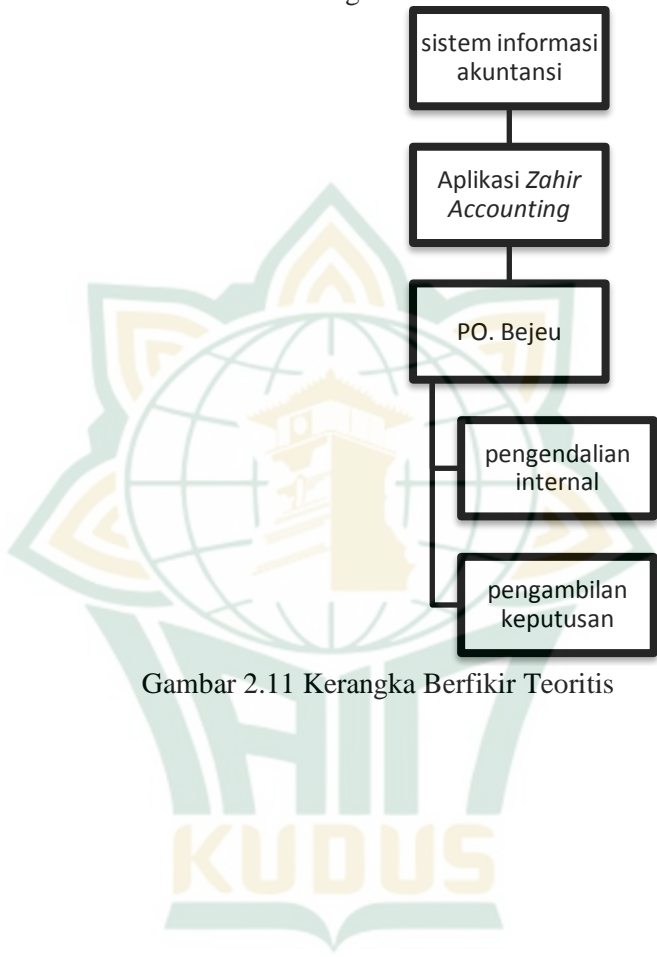 sistem informasi
akuntansi
Aplikasi Zahir
Accounting
PO. Bejeu
pengendalian
internal
pengambilan
keputusan
Gambar 2.11 Kerangka Berfikir Teoritis
IAIN
KUDUS